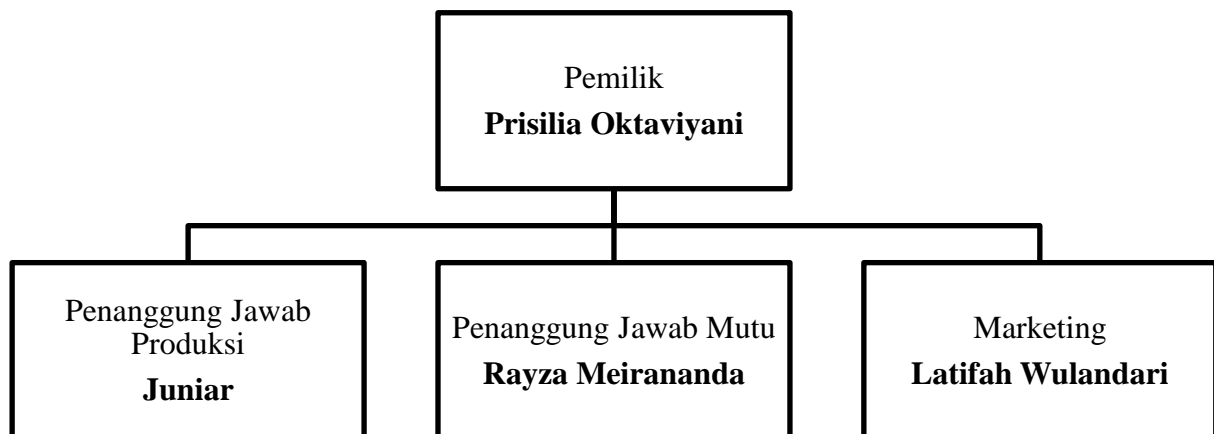 Pemilik
Prisilia Oktaviyani
Penanggung Jawab
Produksi
Juniar
Penanggung Jawab Mutu
Rayza Meirananda
Marketing
Latifah Wulandari